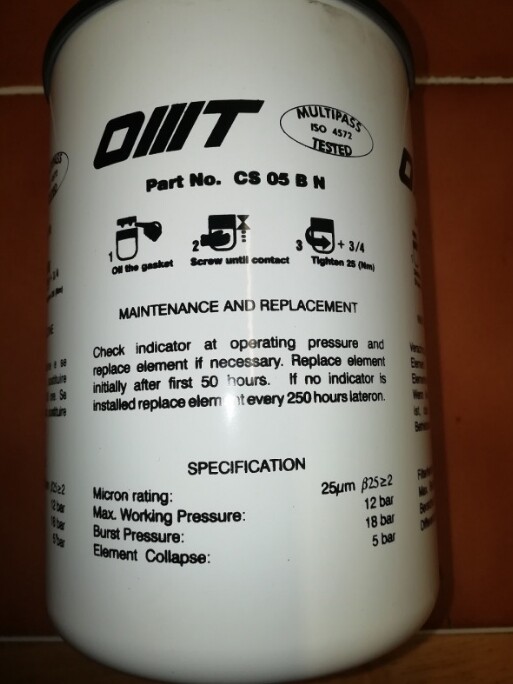 OMT
MULTIPASS
ISO 4572
TESTED
Part No. CS 05 B N
1
2
3
+ 3/4
Oil the gasket
Screw until contact
Tighten 25 (Nm)
MAINTENANCE AND REPLACEMENT
Check indicator at operating pressure and
replace element if necessary. Replace element
initially after first 50 hours. If no indicator is
installed replace every 250 hours lateron.
SPECIFICATION
Micron rating: 25µm β25≥2
Max. Working Pressure: 12 bar
Burst Pressure: 18 bar
Element Collapse: 5 bar